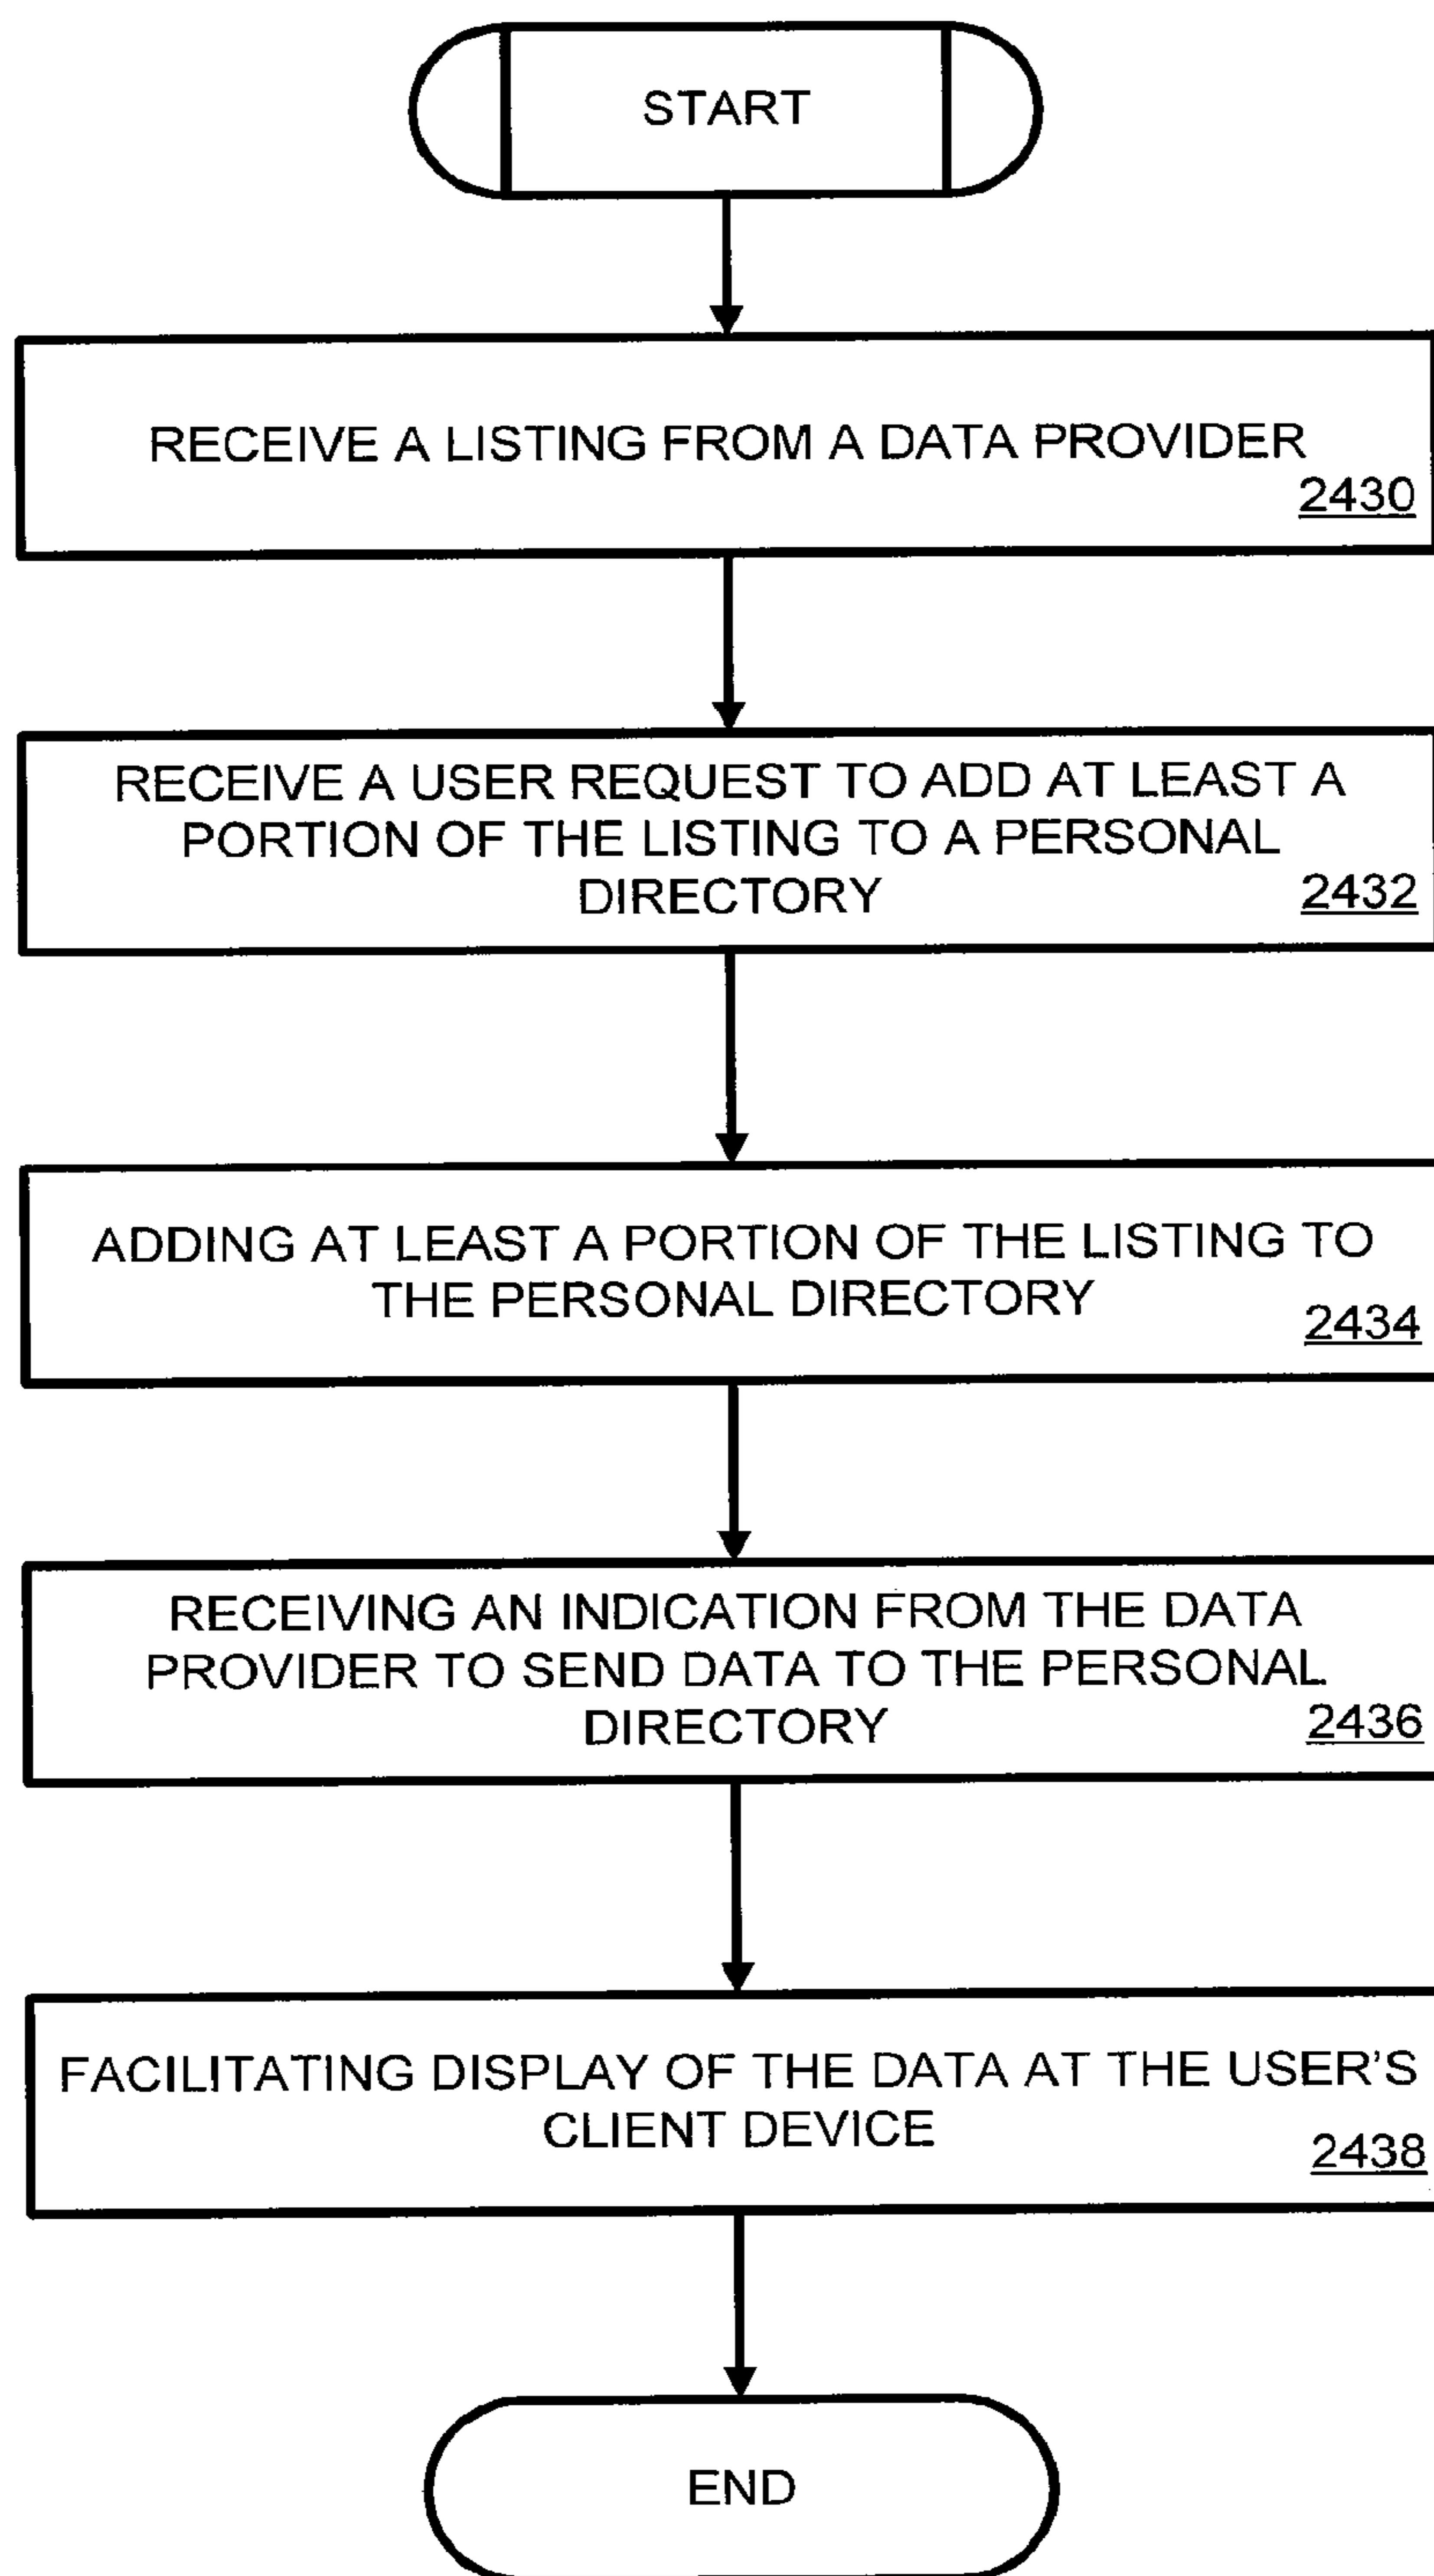 START
RECEIVE A LISTING FROM A DATA PROVIDER
2430
RECEIVE A USER REQUEST TO ADD AT LEAST A
PORTION OF THE LISTING TO A PERSONAL
DIRECTORY
2432
ADDING AT LEAST A PORTION OF THE LISTING TO
THE PERSONAL DIRECTORY
2434
RECEIVING AN INDICATION FROM THE DATA
PROVIDER TO SEND DATA TO THE PERSONAL
DIRECTORY
2436
FACILITATING DISPLAY OF THE DATA AT THE USER'S
CLIENT DEVICE
2438
END